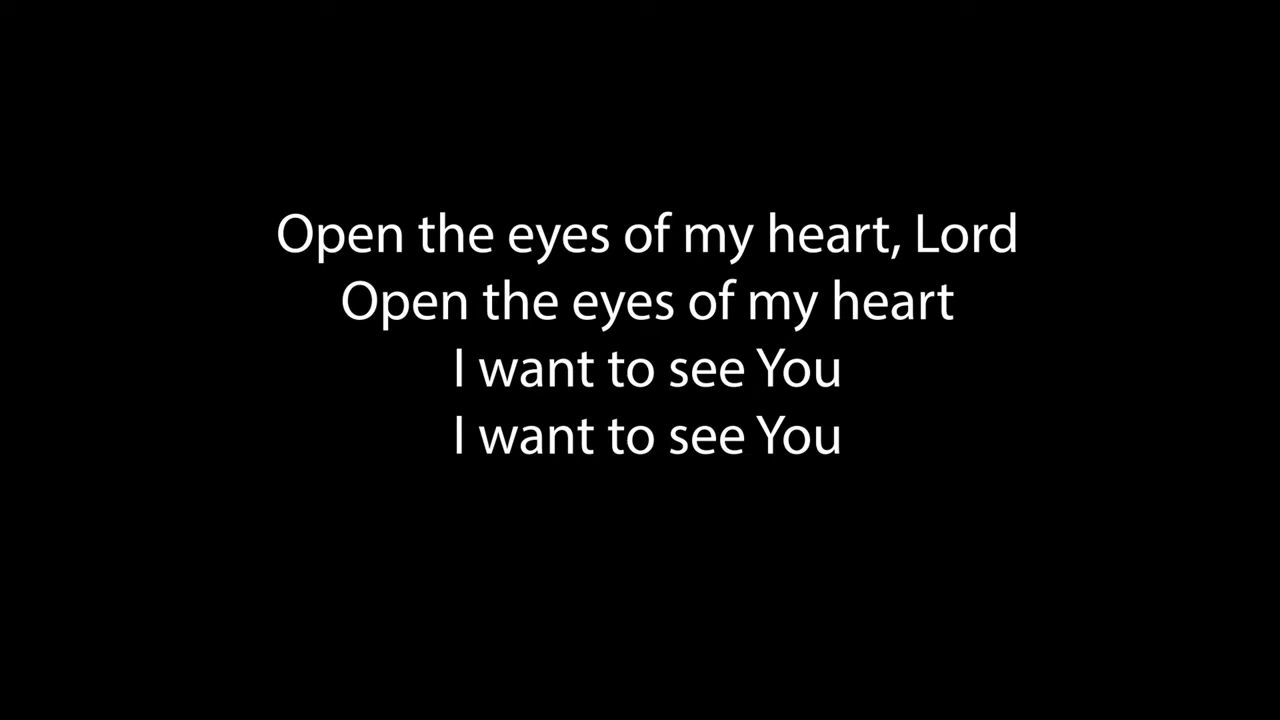 Open the eyes of my heart, Lord
Open the eyes of my heart
I want to see You
I want to see You